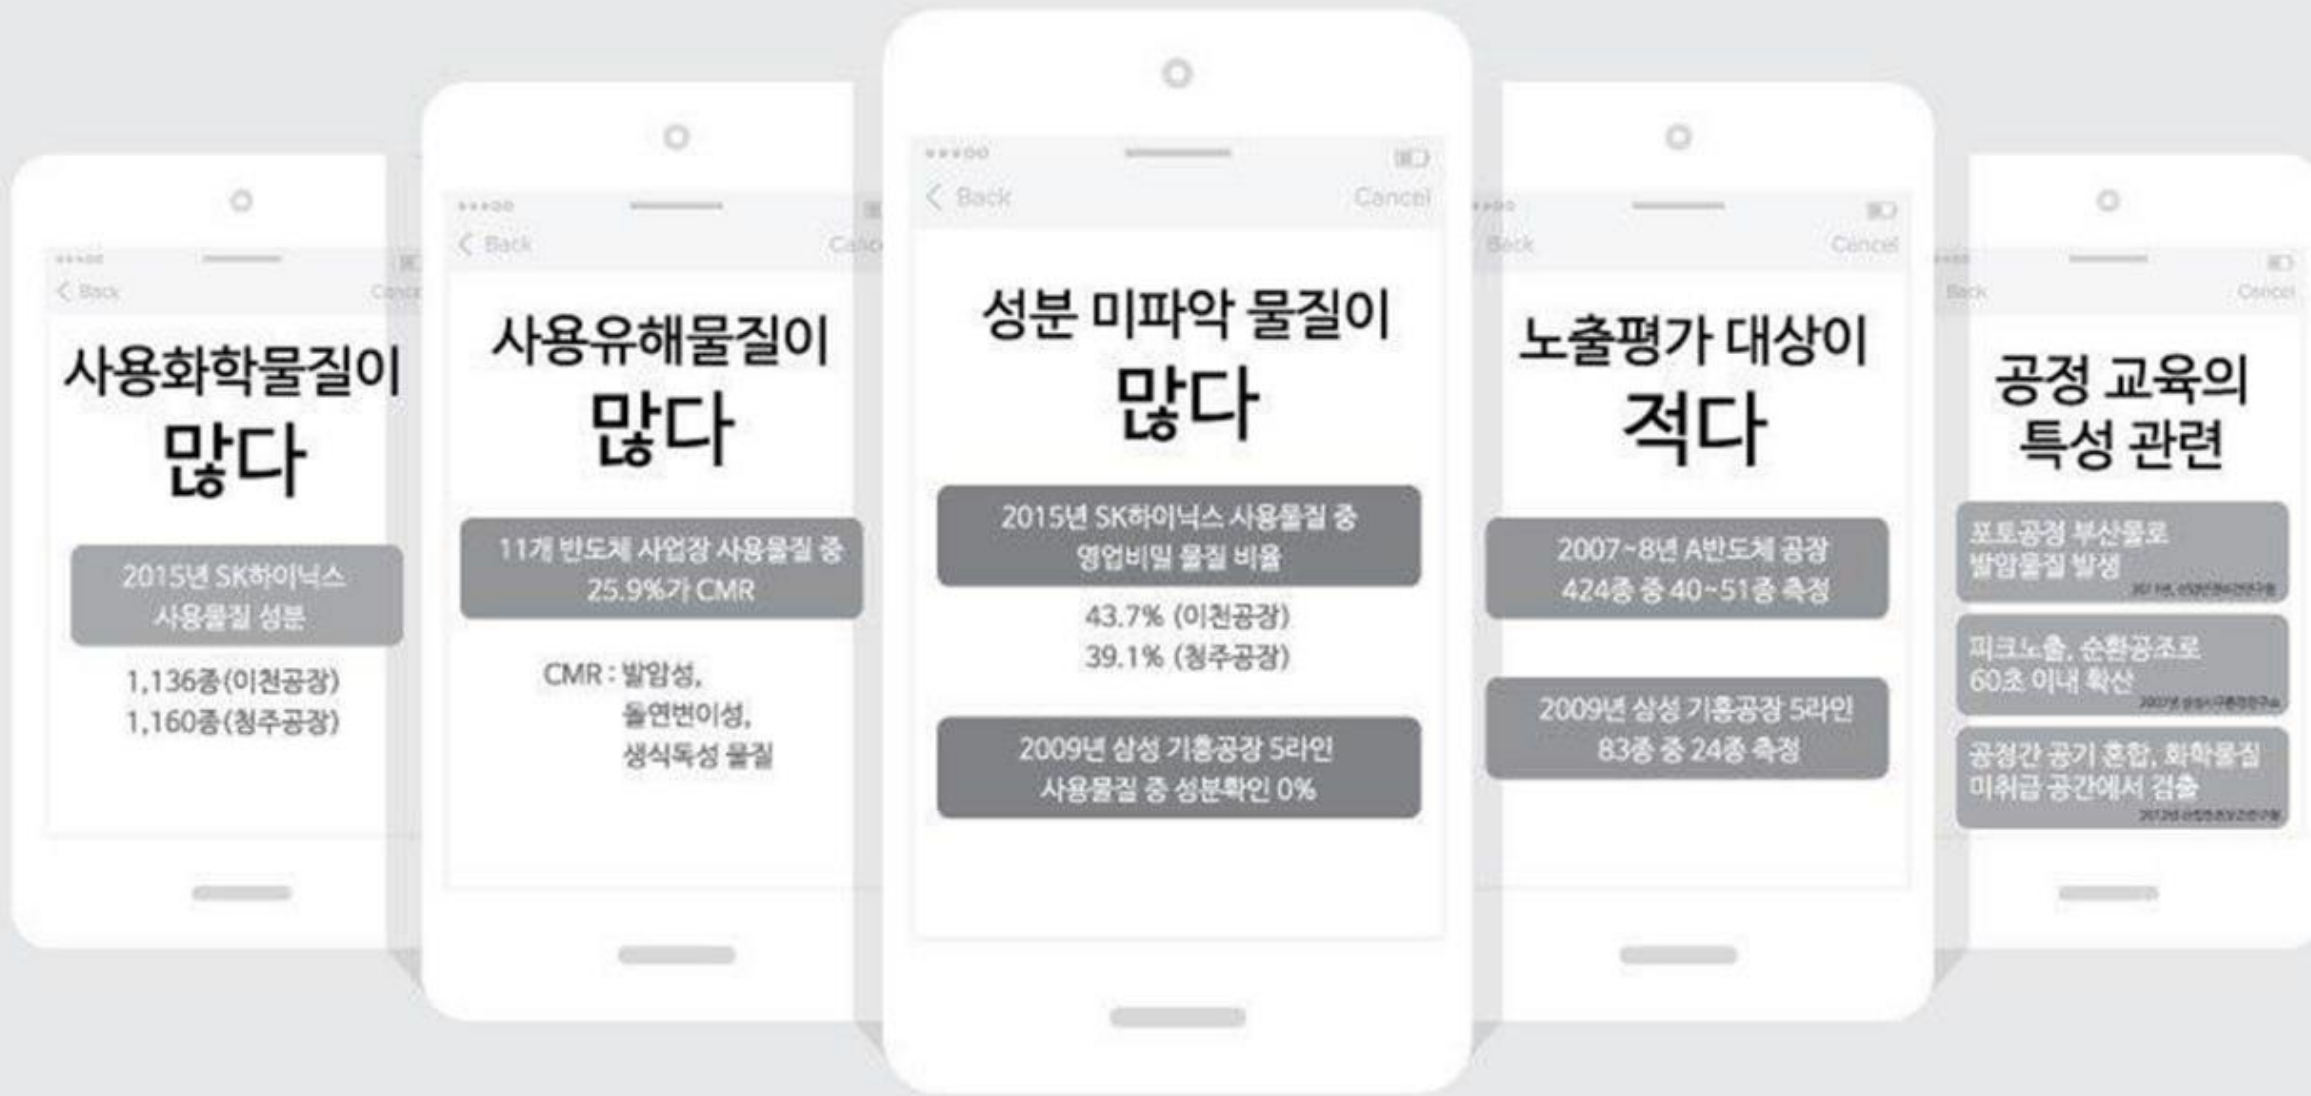 < Back
Cance
사용화학물질이
많다
2015년 SK하이닉스
사용물질 성분
1,136종(이천공장)
1,160종(청주공장)
< Back
Cance
사용유해물질이
많다
11개 반도체 사업장 사용물질 중
25.9%가 CMR
CMR : 발암성,
돌연변이성,
생식독성 물질
< Back
Cancel
성분 미파악 물질이
많다
2015년 SK하이닉스 사용물질 중
영업비밀 물질 비율
43.7% (이천공장)
39.1% (청주공장)
2009년 삼성 기흥공장 5라인
사용물질 중 성분확인 0%
Back
Cancel
노출평가 대상이
적다
2007~8년 A반도체 공장
424종 중 40~51종 측정
2009년 삼성 기흥공장 5라인
83종 중 24종 측정
Back
Cancel
공정 교육의
특성 관련
포토공정 부산물로
발암물질 발생
피크노출, 순환공조로
60초 이내 확산
공정간 공기 혼합, 화학물질
미취급 공간에서 검출